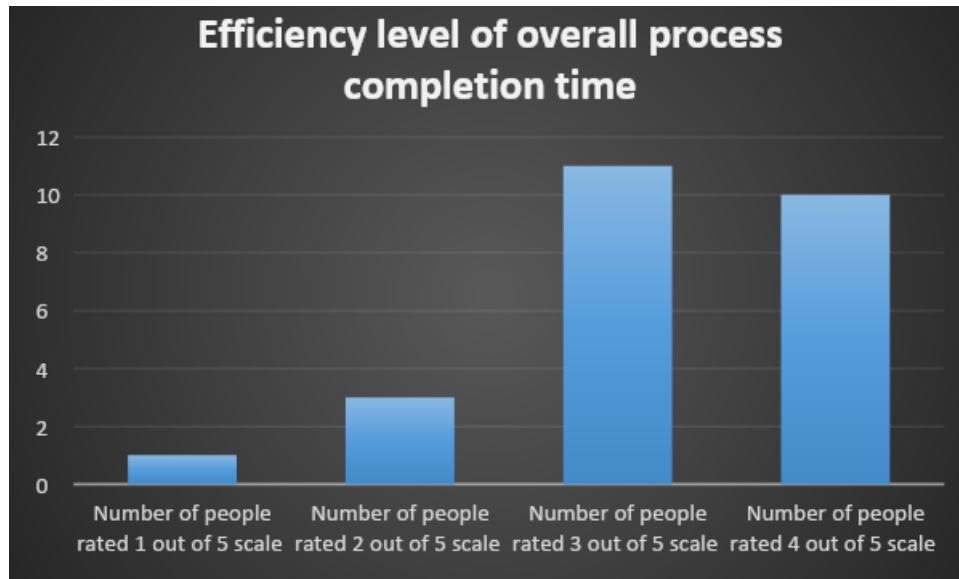 Efficiency level of overall process
completion time
12
10
8
6
4
2
0
Number of people
rated 1 out of 5 scale
Number of people
rated 2 out of 5 scale
Number of people
rated 3 out of 5 scale
Number of people
rated 4 out of 5 scale